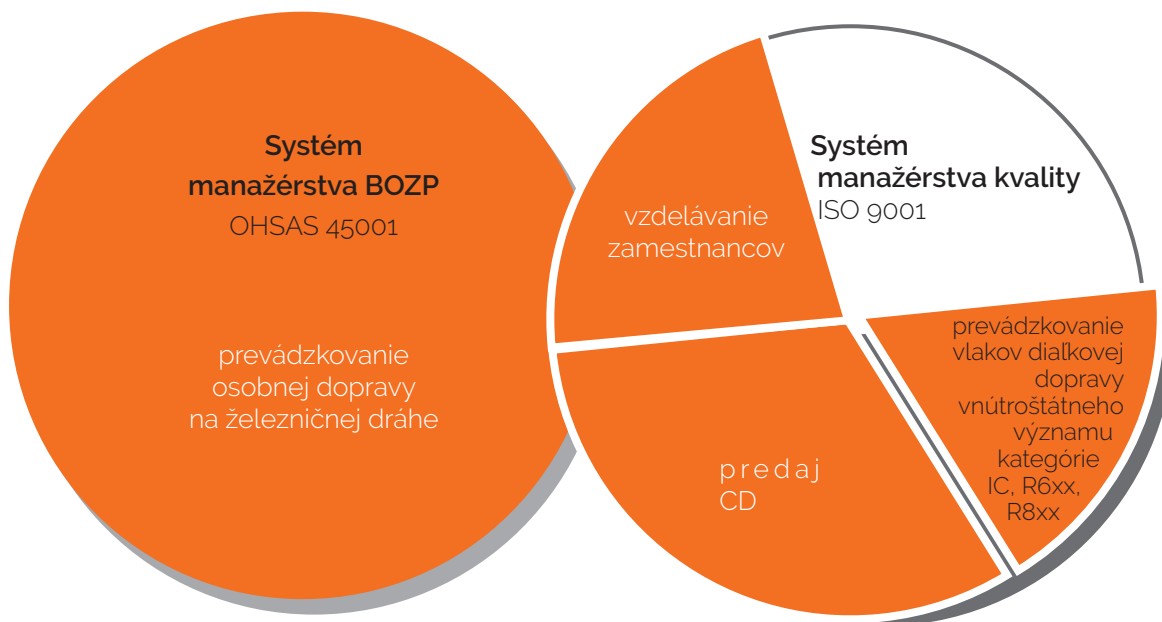 Systém
manažérstva BOZP
OHSAS 45001
prevádzkovanie
osobnej dopravy
na železničnej dráhe
vzdelávanie
zamestnancov
Systém
manažérstva kvality
ISO 9001
prevádzkovanie
vlakov diaľkovej
dopravy
vnútroštátneho
významu
kategórie
IC, R6xx,
R8xx
predaj
CD